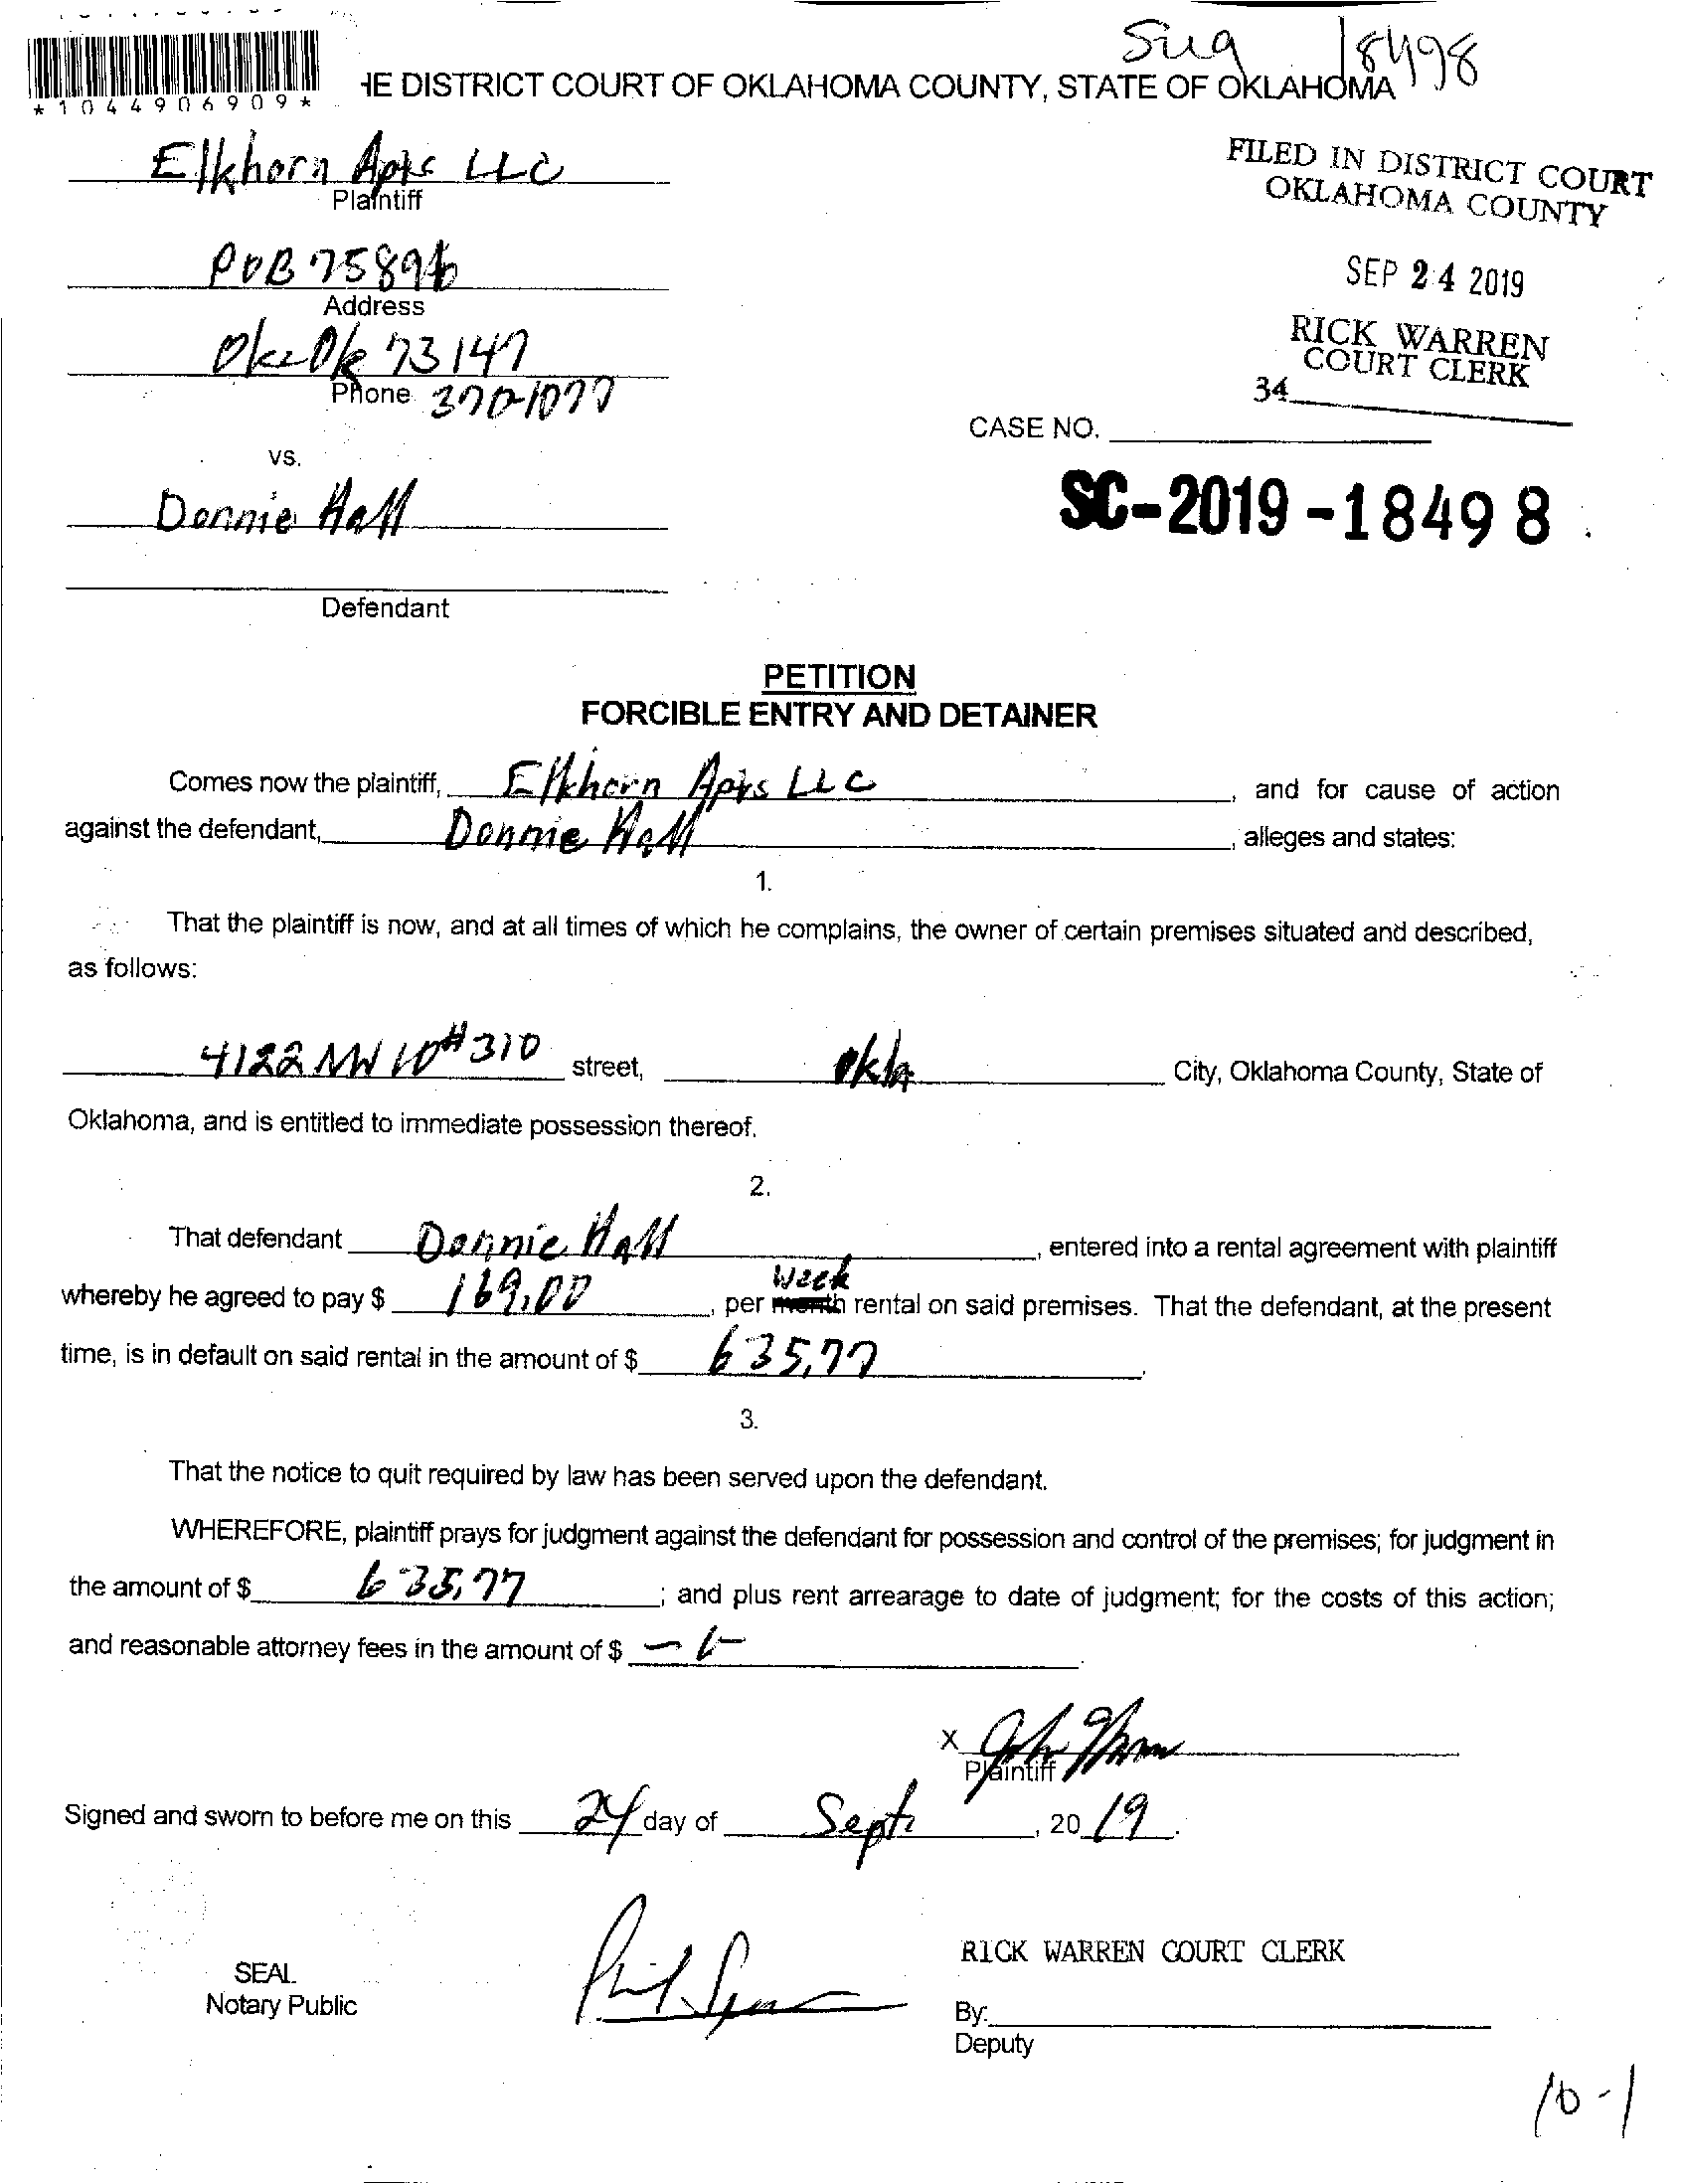 Sug 18498
*1044906909*
HE DISTRICT COURT OF OKLAHOMA COUNTY, STATE OF OKLAHOMA
Elkhorn Apts LLC
Plaintiff
FILED IN DISTRICT COURT
OKLAHOMA COUNTY
POB 75896
Address
SEP 24 2019
Okc Ok 73147
Phone 370-1077
RICK WARREN
COURT CLERK
34
CASE NO.
vs.
SC-2019-18498
Donnie Hall
Defendant
PETITION
FORCIBLE ENTRY AND DETAINER
Comes now the plaintiff, Elkhorn Apts LLC, and for cause of action
against the defendant, Donnie Hall, alleges and states:
1.
That the plaintiff is now, and at all times of which he complains, the owner of certain premises situated and described,
as follows:
4122 NW 10 #310 street, Okla City, Oklahoma County, State of
Oklahoma, and is entitled to immediate possession thereof.
2.
That defendant Donnie Hall, entered into a rental agreement with plaintiff
whereby he agreed to pay $ 169.00, per month week rental on said premises. That the defendant, at the present
time, is in default on said rental in the amount of $ 635.77.
3.
That the notice to quit required by law has been served upon the defendant.
WHEREFORE, plaintiff prays for judgment against the defendant for possession and control of the premises; for judgment in
the amount of $ 635.77; and plus rent arrearage to date of judgment; for the costs of this action;
and reasonable attorney fees in the amount of $
X
Plaintiff
Signed and sworn to before me on this 24 day of Sept, 20 19.
SEAL
Notary Public
RICK WARREN COURT CLERK
By:
Deputy
10-1